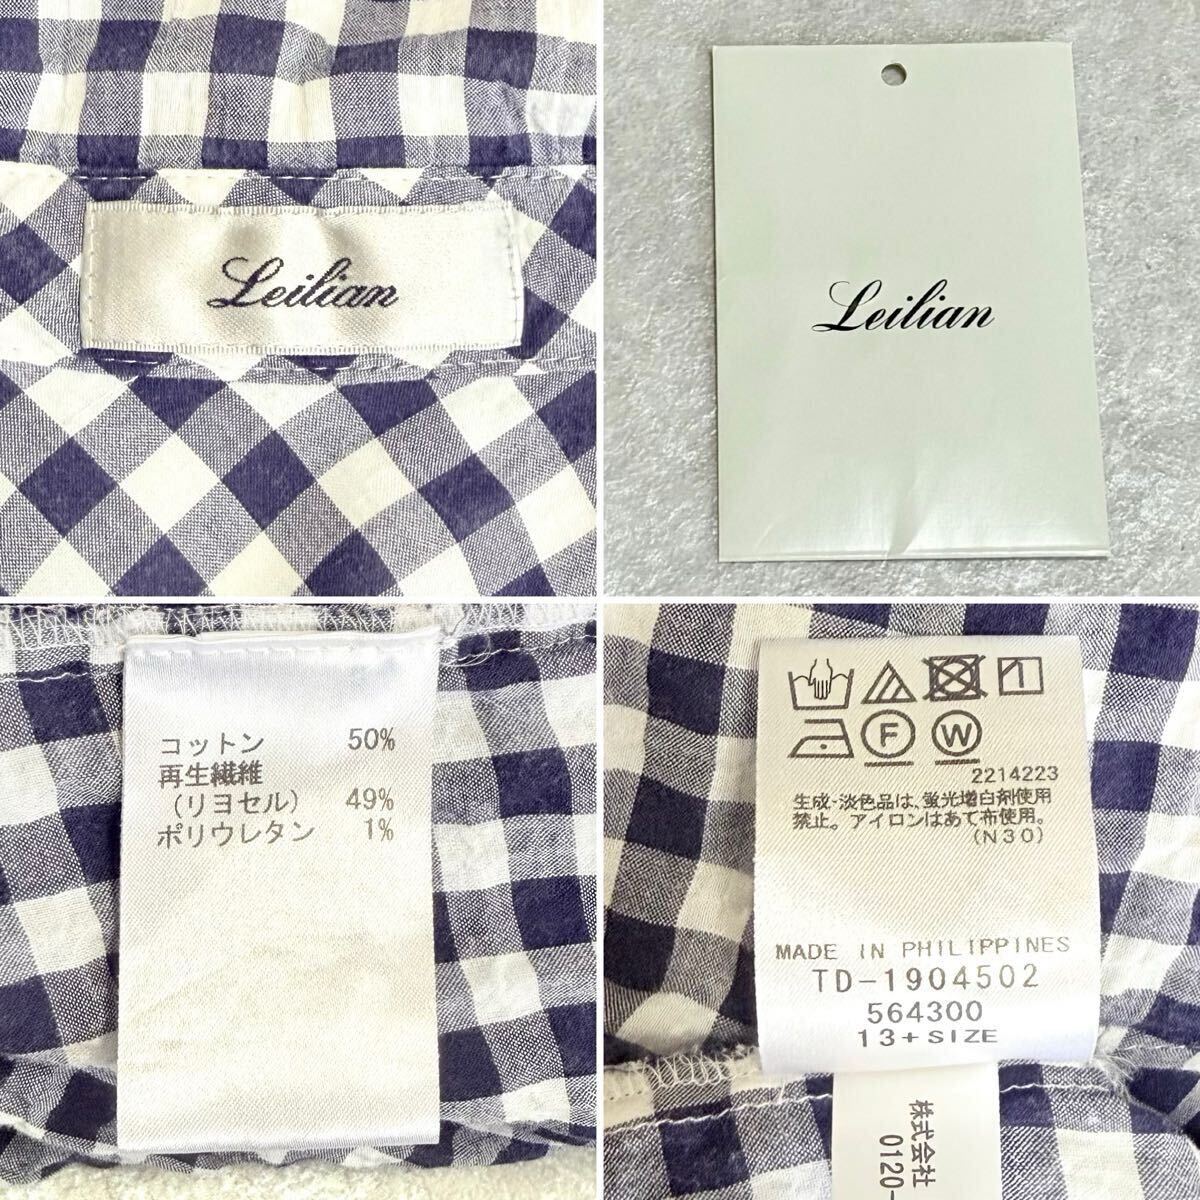 Leilian
Leilian
コットン 50%
再生繊維
(リヨセル) 49%
ポリウレタン 1%
F W
2214223
生成・淡色品は、蛍光増白剤使用
禁止。アイロンはあて布使用。
(N30)
MADE IN PHILIPPINES
TD-1904502
564300
13+SIZE
株式会社
0120-